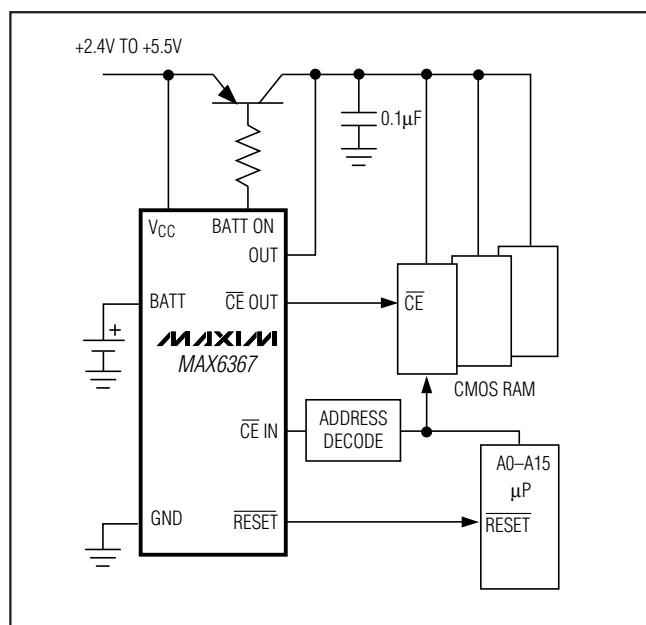 +2.4V TO +5.5V
0.1μF
VCC
BATT ON
OUT
BATT
CE OUT
CE
MAXIM
MAX6367
CMOS RAM
CE IN
ADDRESS
DECODE
A0–A15
μP
GND
RESET
RESET
+